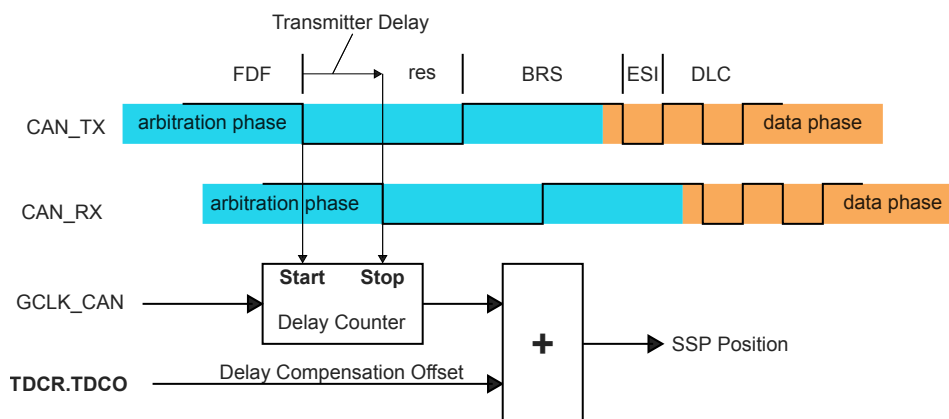 Transmitter Delay
FDF res BRS ESI DLC
CAN_TX arbitration phase data phase
CAN_RX arbitration phase data phase
Start Stop
GCLK_CAN Delay Counter
+
SSP Position
TDCR.TDCO Delay Compensation Offset